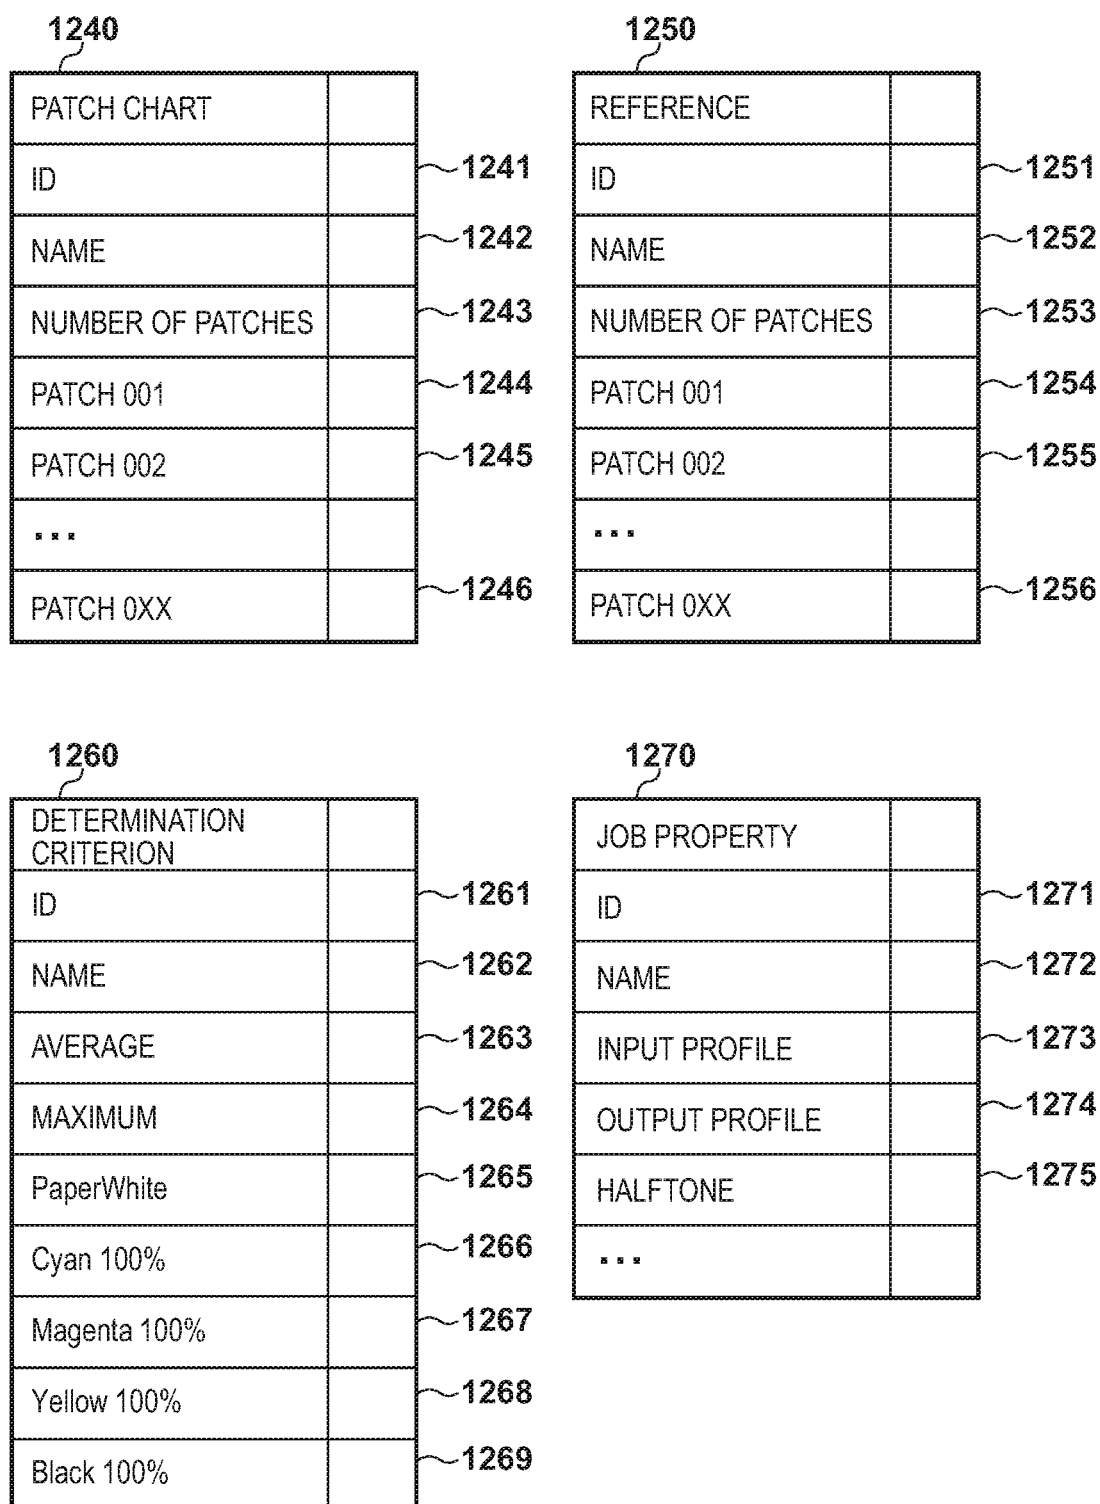 1240
PATCH CHART
ID 1241
NAME 1242
NUMBER OF PATCHES 1243
PATCH 001 1244
PATCH 002 1245
...
PATCH 0XX 1246
1250
REFERENCE
ID 1251
NAME 1252
NUMBER OF PATCHES 1253
PATCH 001 1254
PATCH 002 1255
...
PATCH 0XX 1256
1260
DETERMINATION
CRITERION
ID 1261
NAME 1262
AVERAGE 1263
MAXIMUM 1264
PaperWhite 1265
Cyan 100% 1266
Magenta 100% 1267
Yellow 100% 1268
Black 100% 1269
1270
JOB PROPERTY
ID 1271
NAME 1272
INPUT PROFILE 1273
OUTPUT PROFILE 1274
HALFTONE 1275
...